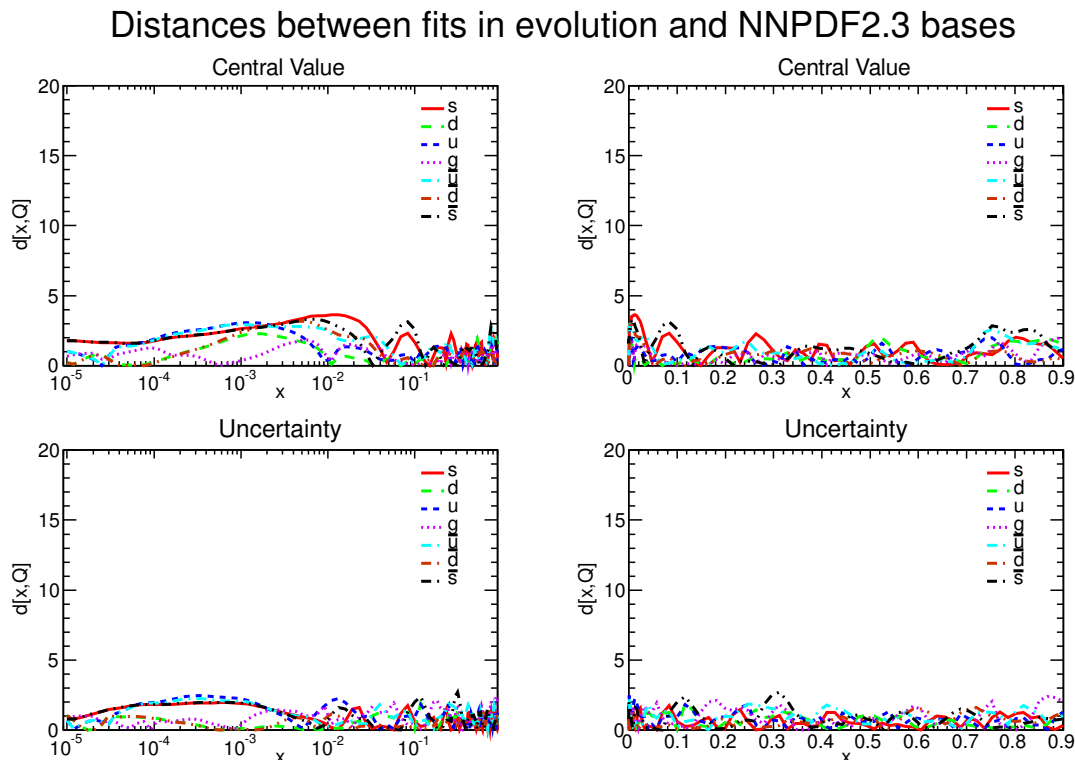 Distances between fits in evolution and NNPDF2.3 bases
Central Value
d[x,Q]
20
15
10
5
0
s
d
u
g
u̅
d̅
s̅
10⁻⁵ 10⁻⁴ 10⁻³ 10⁻² 10⁻¹
x
Central Value
d[x,Q]
20
15
10
5
0
s
d
u
g
u̅
d̅
s̅
0 0.1 0.2 0.3 0.4 0.5 0.6 0.7 0.8 0.9
x
Uncertainty
d[x,Q]
20
15
10
5
0
s
d
u
g
u̅
d̅
s̅
10⁻⁵ 10⁻⁴ 10⁻³ 10⁻² 10⁻¹
x
Uncertainty
d[x,Q]
20
15
10
5
0
s
d
u
g
u̅
d̅
s̅
0 0.1 0.2 0.3 0.4 0.5 0.6 0.7 0.8 0.9
x